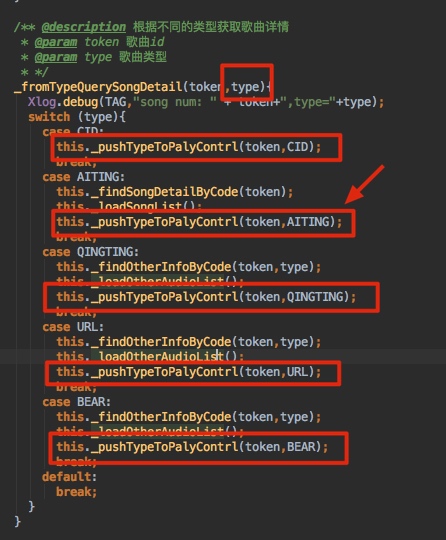 /** @description 根据不同的类型获取歌曲详情
* @param token 歌曲id
* @param type 歌曲类型
* */
_fromTypeQuerySongDetail(token,type){
Xlog.debug(TAG,"song num: " + token+",type="+type);
switch (type){
case CID:
this._pushTypeToPalyContrl(token,CID);
break;
case AITING:
this._findSongDetailByCode(token);
this._loadSongList();
this._pushTypeToPalyContrl(token,AITING);
break;
case QINGTING:
this._findOtherInfoByCode(token,type);
this._loadOtherAudioList();
this._pushTypeToPalyContrl(token,QINGTING);
break;
case URL:
this._findOtherInfoByCode(token,type);
this._loadOtherAudioList();
this._pushTypeToPalyContrl(token,URL);
break;
case BEAR:
this._findOtherInfoByCode(token,type);
this._loadOtherAudioList();
this._pushTypeToPalyContrl(token,BEAR);
break;
default:
break;
}
}